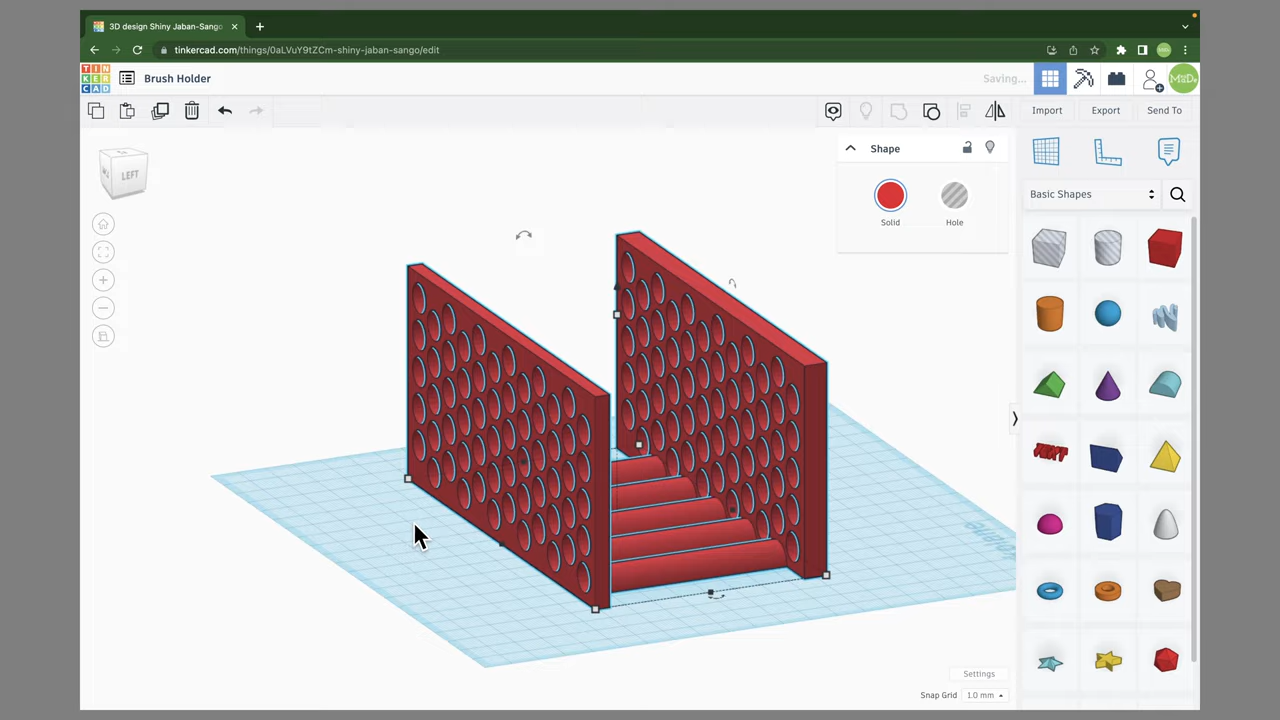 3D design Shiny Jaban-Sango
tinkercad.com/things/0aLVuY9tZCm-shiny-jaban-sango/edit
TIN
KER
CAD
Brush Holder
Saving...
MaDe
Import
Export
Send To
LEFT
Shape
Solid
Hole
Basic Shapes
Settings
Snap Grid
1.0 mm